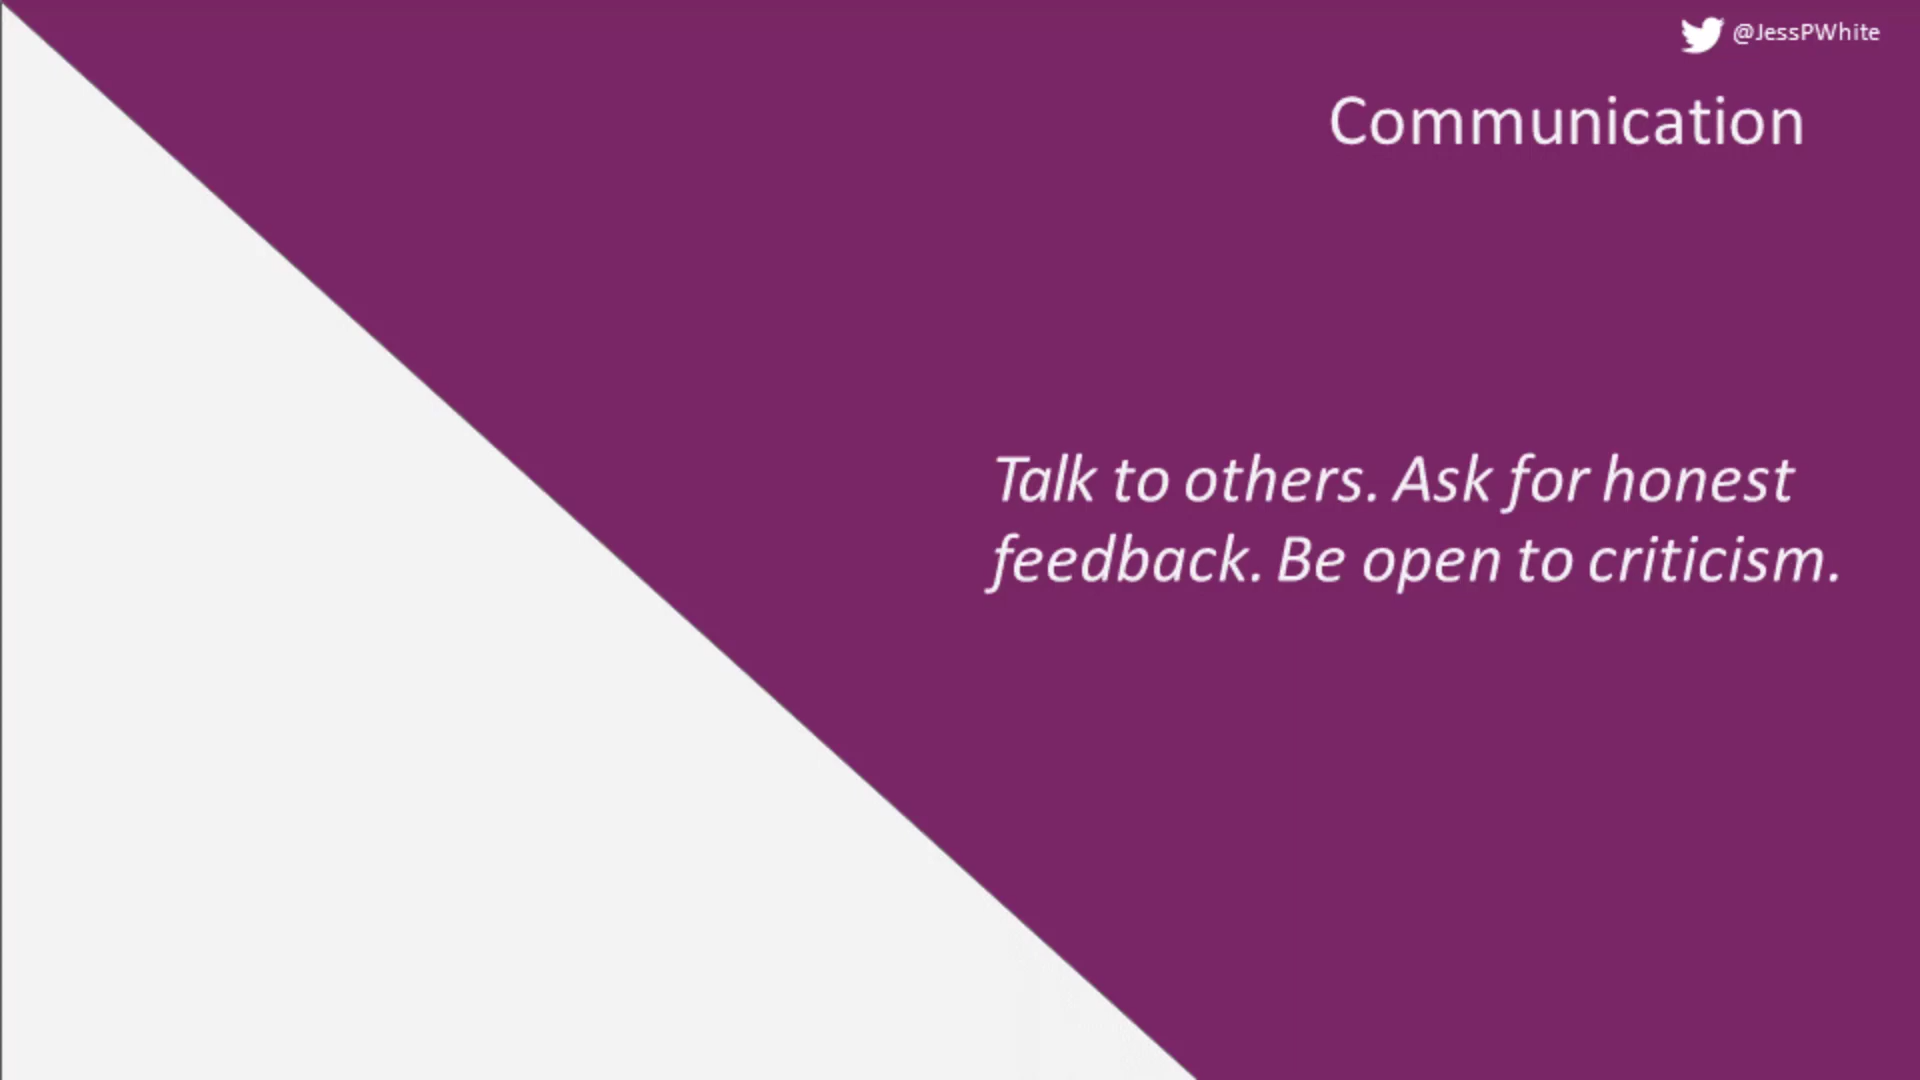 @JessPWhite
Communication
Talk to others. Ask for honest
feedback. Be open to criticism.